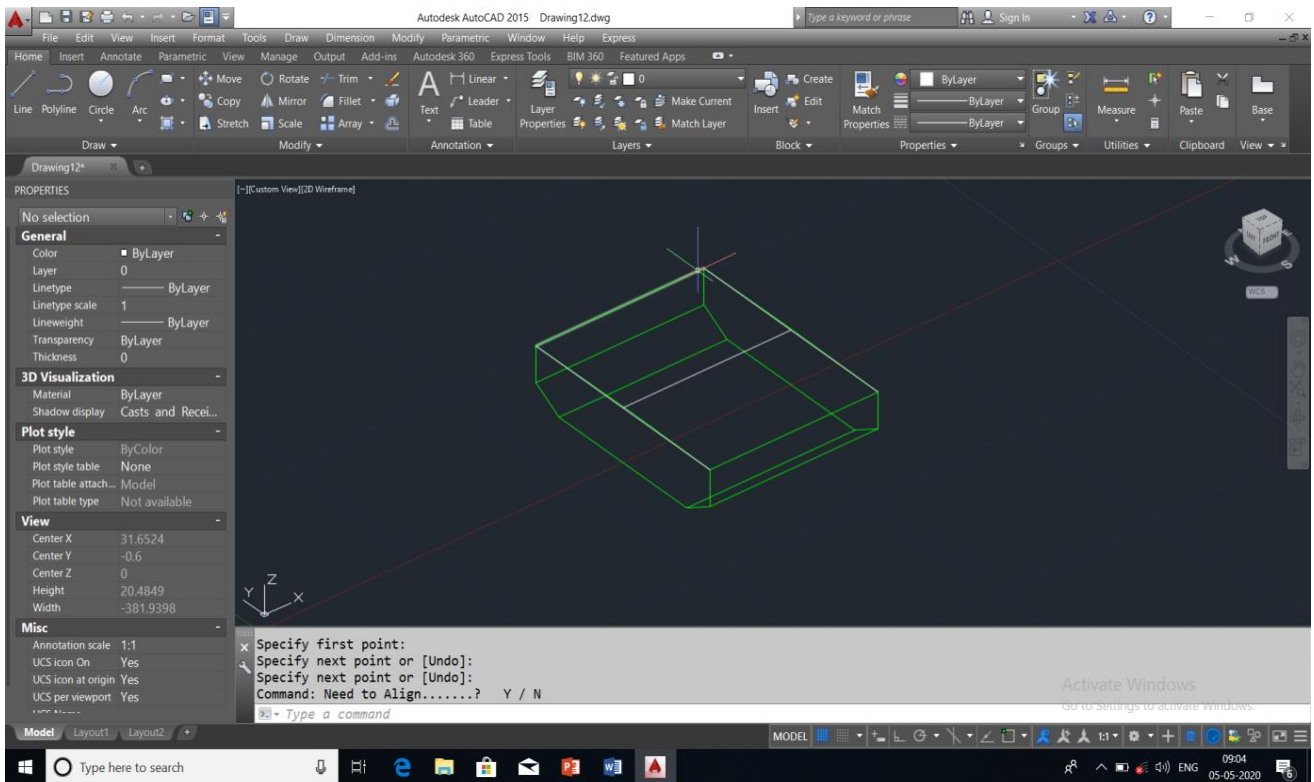 Autodesk AutoCAD 2015 Drawing12.dwg
Type a keyword or phrase
Sign In
File Edit View Insert Format Tools Draw Dimension Modify Parametric Window Help Express
Home Insert Annotate Parametric View Manage Output Add-ins Autodesk 360 Express Tools BIM 360 Featured Apps
Line Polyline Circle Arc
Move Rotate Trim
Copy Mirror Fillet
Stretch Scale Array
Text
Linear
Leader
Table
Layer Properties
0
Make Current
Match Layer
Insert
Create
Edit
Match Properties
ByLayer
ByLayer
ByLayer
Group
Measure
Paste
Base
Draw Modify Annotation Layers Block Properties Groups Utilities Clipboard View
Drawing12*
PROPERTIES
[-][Custom View][2D Wireframe]
No selection
General
Color ByLayer
Layer 0
Linetype ByLayer
Linetype scale 1
Lineweight ByLayer
Transparency ByLayer
Thickness 0
3D Visualization
Material ByLayer
Shadow display Casts and Recei...
Plot style
Plot style ByColor
Plot style table None
Plot table attach... Model
Plot table type Not available
View
Center X 31.6524
Center Y -0.6
Center Z 0
Height 20.4849
Width -381.9398
Misc
Annotation scale 1:1
UCS icon On Yes
UCS icon at origin Yes
UCS per viewport Yes
TOP
FRONT
W S
WCS
Z
Y X
Specify first point:
Specify next point or [Undo]:
Specify next point or [Undo]:
Command: Need to Align.......? Y / N
Type a command
Activate Windows
Go to Settings to activate Windows.
Model Layout1 Layout2
MODEL
1:1
Type here to search
ENG
09:04
05-05-2020